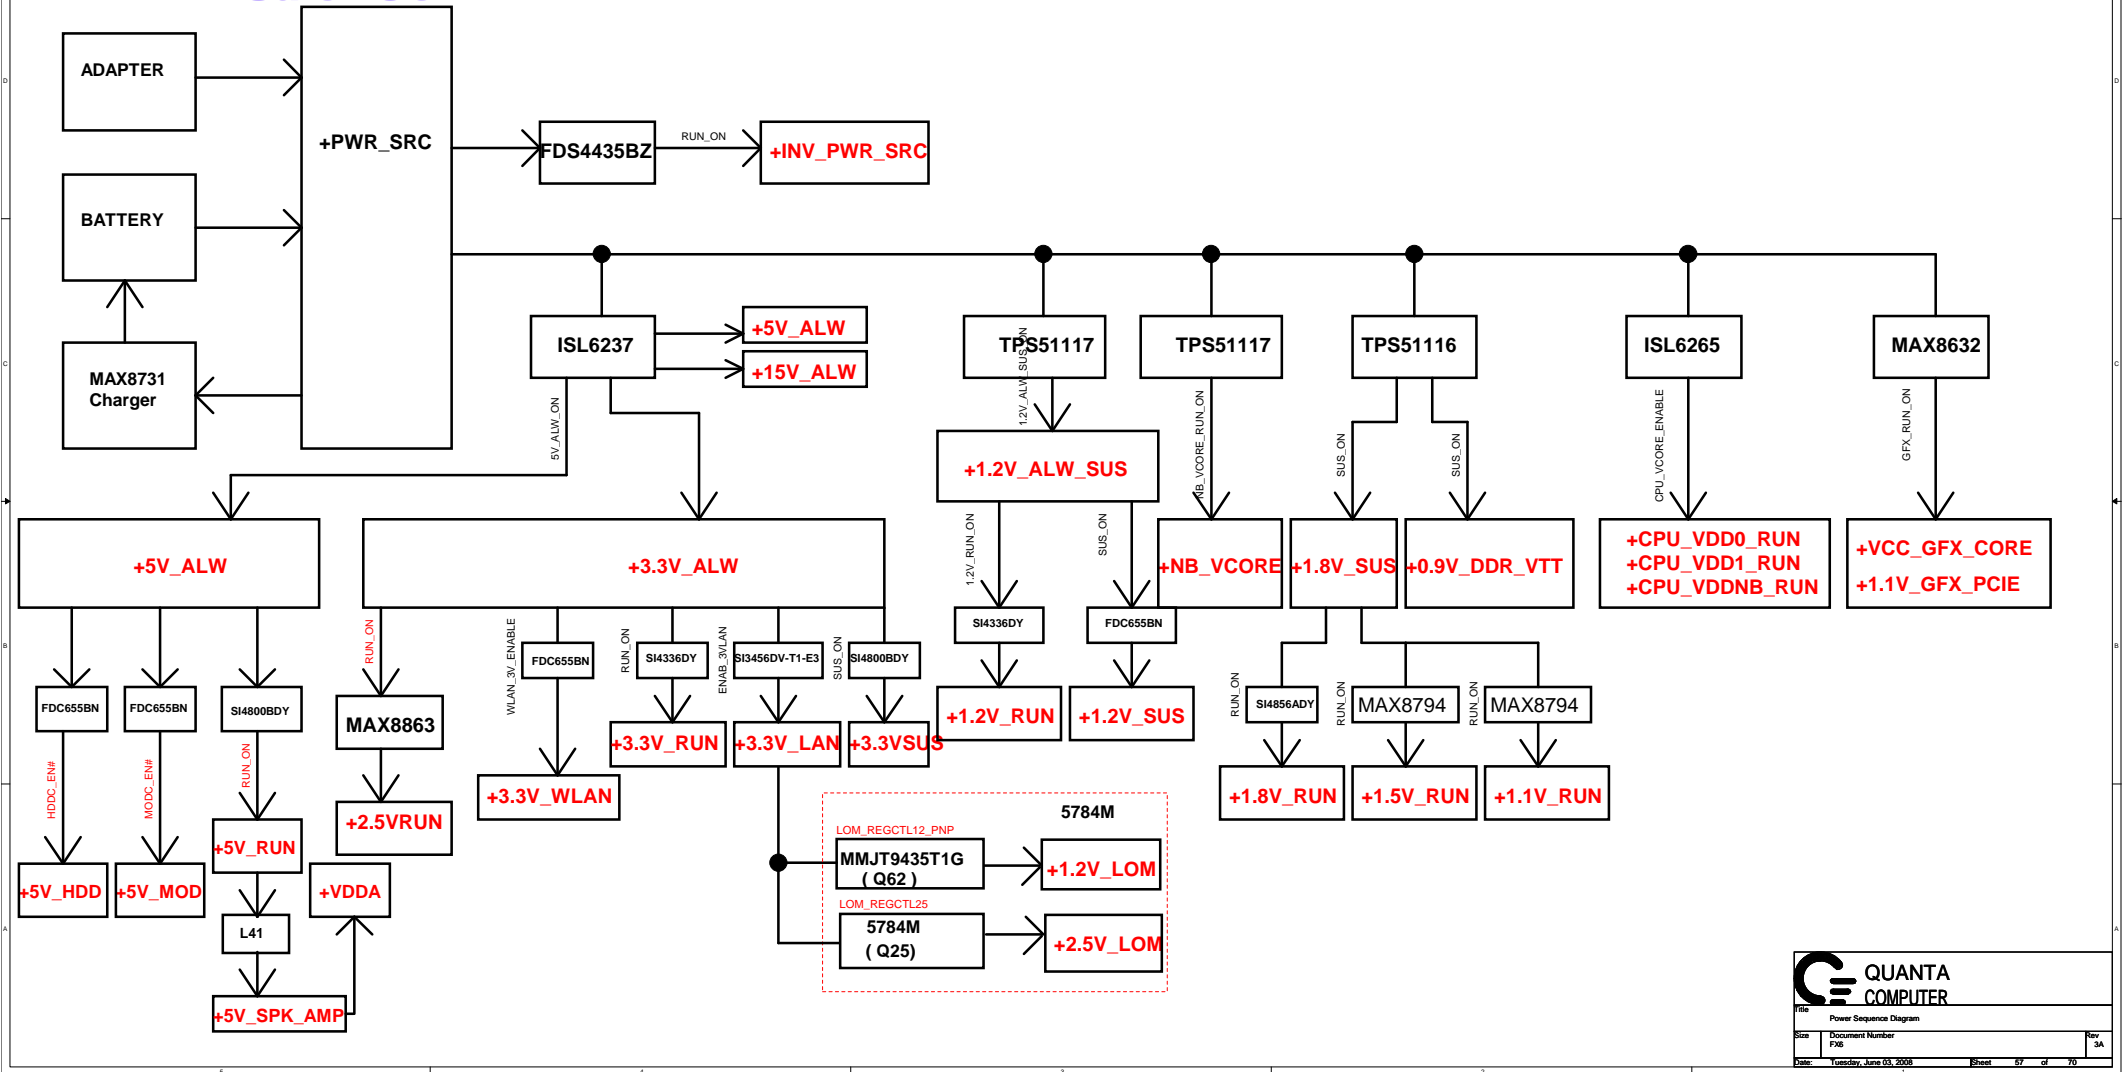 ADAPTER
+PWR_SRC
FDS4435BZ
RUN_ON
+INV_PWR_SRC
BATTERY
MAX8731
Charger
ISL6237
+5V_ALW
+15V_ALW
TPS51117
TPS51117
TPS51116
ISL6265
MAX8632
5V_ALW_ON
1.2V_ALW_SUS_ON
NB_VCORE_RUN_ON
SUS_ON
SUS_ON
CPU_VCORE_ENABLE
GFX_RUN_ON
+1.2V_ALW_SUS
+5V_ALW
+3.3V_ALW
1.2V_RUN_ON
SUS_ON
+NB_VCORE
+1.8V_SUS
+0.9V_DDR_VTT
+CPU_VDD0_RUN
+CPU_VDD1_RUN
+CPU_VDDNB_RUN
+VCC_GFX_CORE
+1.1V_GFX_PCIE
RUN_ON
WLAN_3V_ENABLE
FDC655BN
RUN_ON
SI4336DY
ENAB_3VLAN
SI3456DV-T1-E3
SUS_ON
SI4800BDY
SI4336DY
FDC655BN
FDC655BN
FDC655BN
SI4800BDY
MAX8863
+3.3V_RUN
+3.3V_LAN
+3.3VSUS
+1.2V_RUN
+1.2V_SUS
RUN_ON
SI4856ADY
RUN_ON
MAX8794
RUN_ON
MAX8794
HDDC_EN#
MODC_EN#
RUN_ON
+2.5VRUN
+3.3V_WLAN
+1.8V_RUN
+1.5V_RUN
+1.1V_RUN
5784M
LOM_REGCTL12_PNP
MMJT9435T1G
( Q62 )
+1.2V_LOM
LOM_REGCTL25
5784M
( Q25)
+2.5V_LOM
+5V_HDD
+5V_MOD
+5V_RUN
+VDDA
L41
+5V_SPK_AMP
QUANTA
COMPUTER
Title
Power Sequence Diagram
Size
Document Number
Rev
FX6
3A
Date:
Tuesday, June 03, 2008
Sheet
57
of
70
D
D
C
C
B
B
A
A
5
4
3
2
1